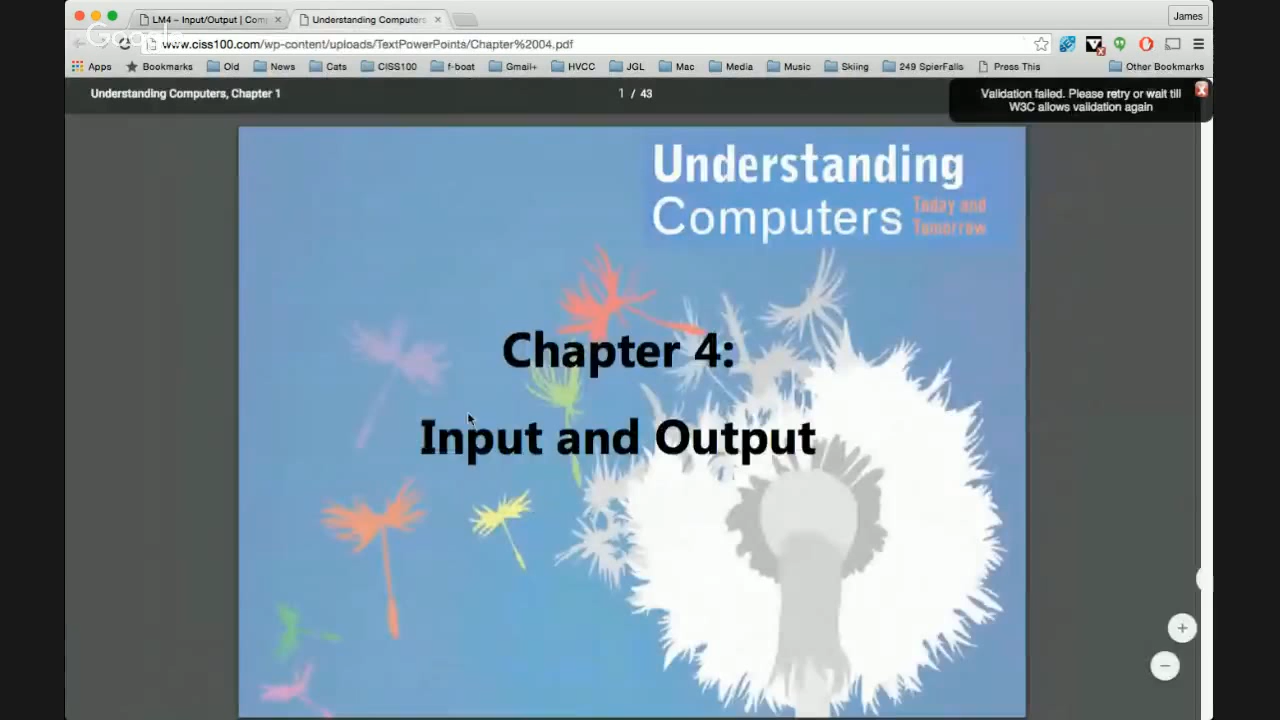 LM4 – Input/Output | Com
Understanding Computers
James
Google
www.ciss100.com/wp-content/uploads/TextPowerPoints/Chapter%2004.pdf
Apps Bookmarks Old News Cats CISS100 f-boat Gmail+ HVCC JGL Mac Media Music Skiing 249 SpierFalls Press This Other Bookmarks
Understanding Computers, Chapter 1
1 / 43
Validation failed. Please retry or wait till
W3C allows validation again
Understanding
Computers
Today and
Tomorrow
Chapter 4:
Input and Output